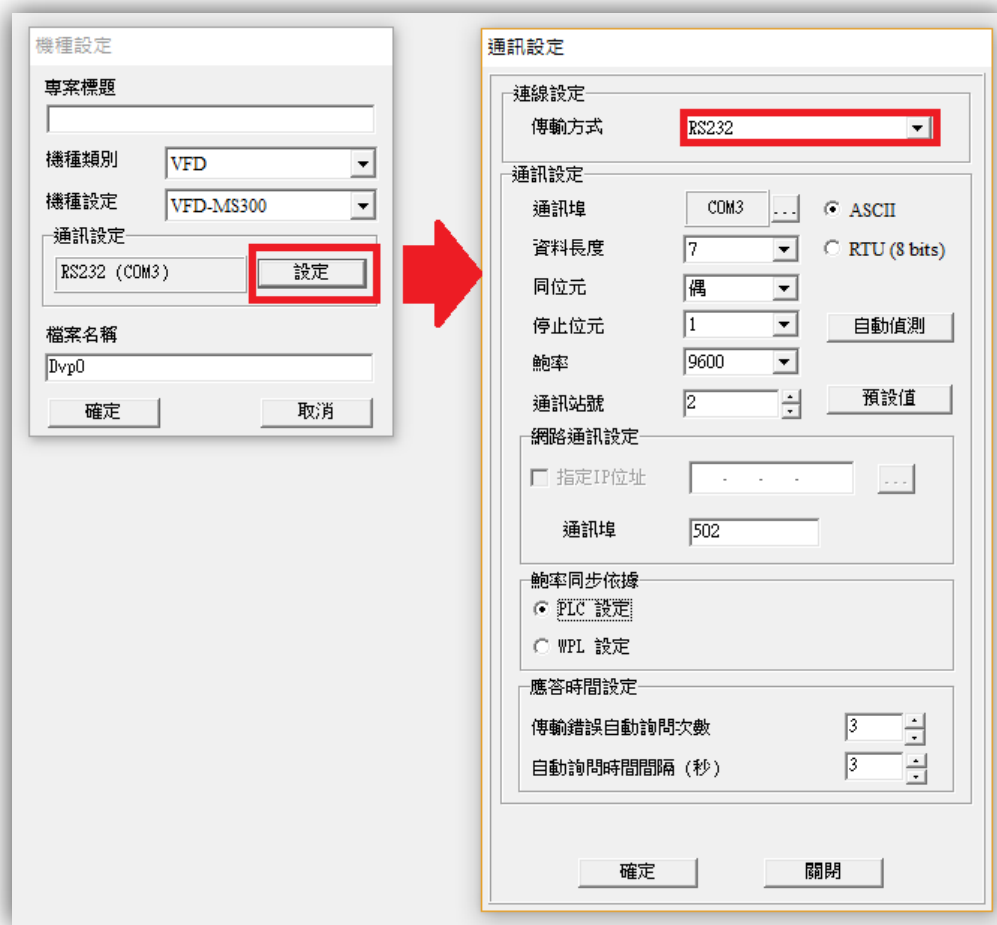 機種設定
專案標題
機種類別 VFD
機種設定 VFD-MS300
通訊設定
RS232 (COM3) 設定
檔案名稱
Dvp0
確定 取消
通訊設定
連線設定
傳輸方式 RS232
通訊設定
通訊埠 COM3 ... ASCII
資料長度 7 RTU (8 bits)
同位元 偶
停止位元 1 自動偵測
鮑率 9600
通訊站號 2 預設值
網路通訊設定
指定IP位址 . . . ...
通訊埠 502
鮑率同步依據
PLC 設定
WPL 設定
應答時間設定
傳輸錯誤自動詢問次數 3
自動詢問時間間隔 (秒) 3
確定 關閉